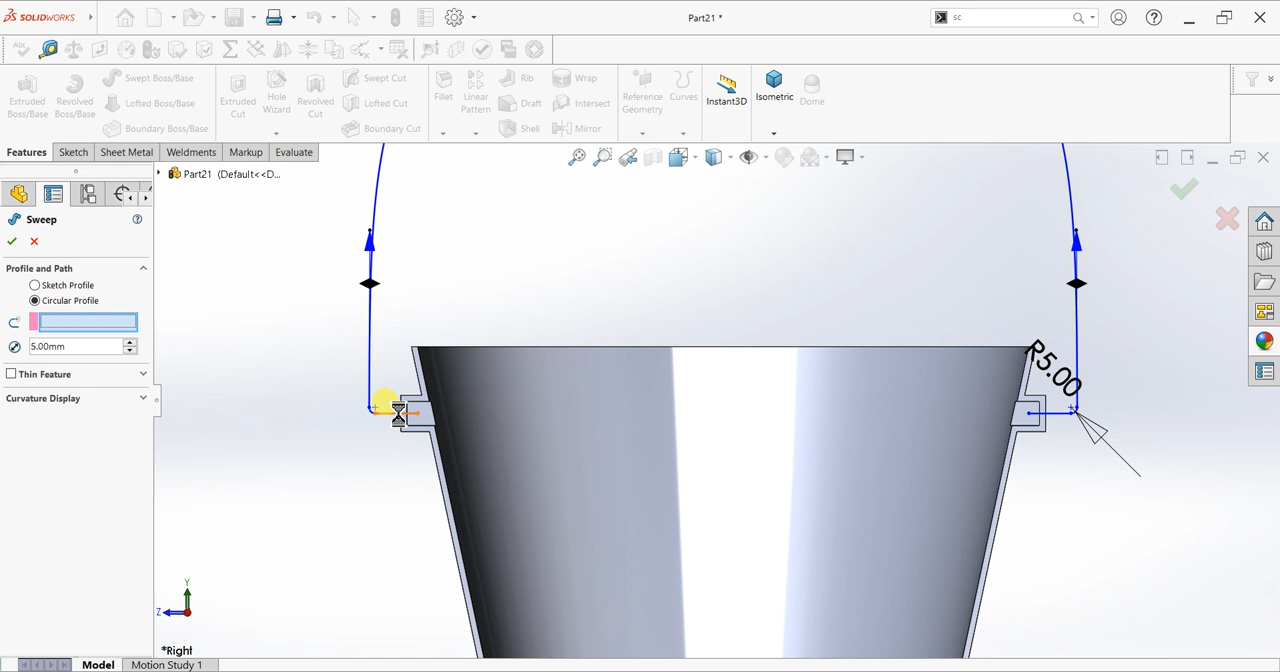 SOLIDWORKS
Part21 *
sc
Extruded Boss/Base
Revolved Boss/Base
Swept Boss/Base
Lofted Boss/Base
Boundary Boss/Base
Extruded Cut
Hole Wizard
Revolved Cut
Swept Cut
Lofted Cut
Boundary Cut
Fillet
Linear Pattern
Rib
Draft
Shell
Wrap
Intersect
Mirror
Reference Geometry
Curves
Instant3D
Isometric
Dome
Features
Sketch
Sheet Metal
Weldments
Markup
Evaluate
Part21 (Default<<D...
Sweep
Profile and Path
Sketch Profile
Circular Profile
5.00mm
Thin Feature
Curvature Display
R5.00
Y
Z
*Right
Model
Motion Study 1